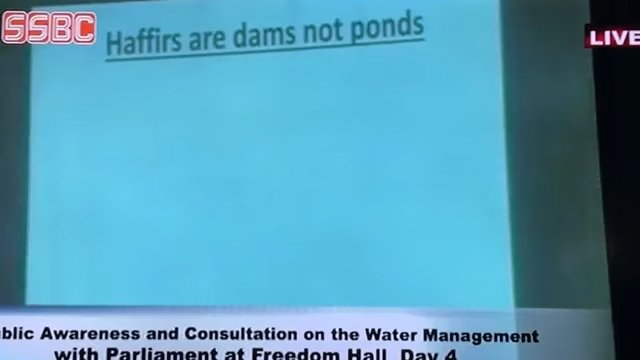 SSBC
Haffirs are dams not ponds
LIVE
ublic Awareness and Consultation on the Water Management
with Parliament at Freedom Hall, Day 4